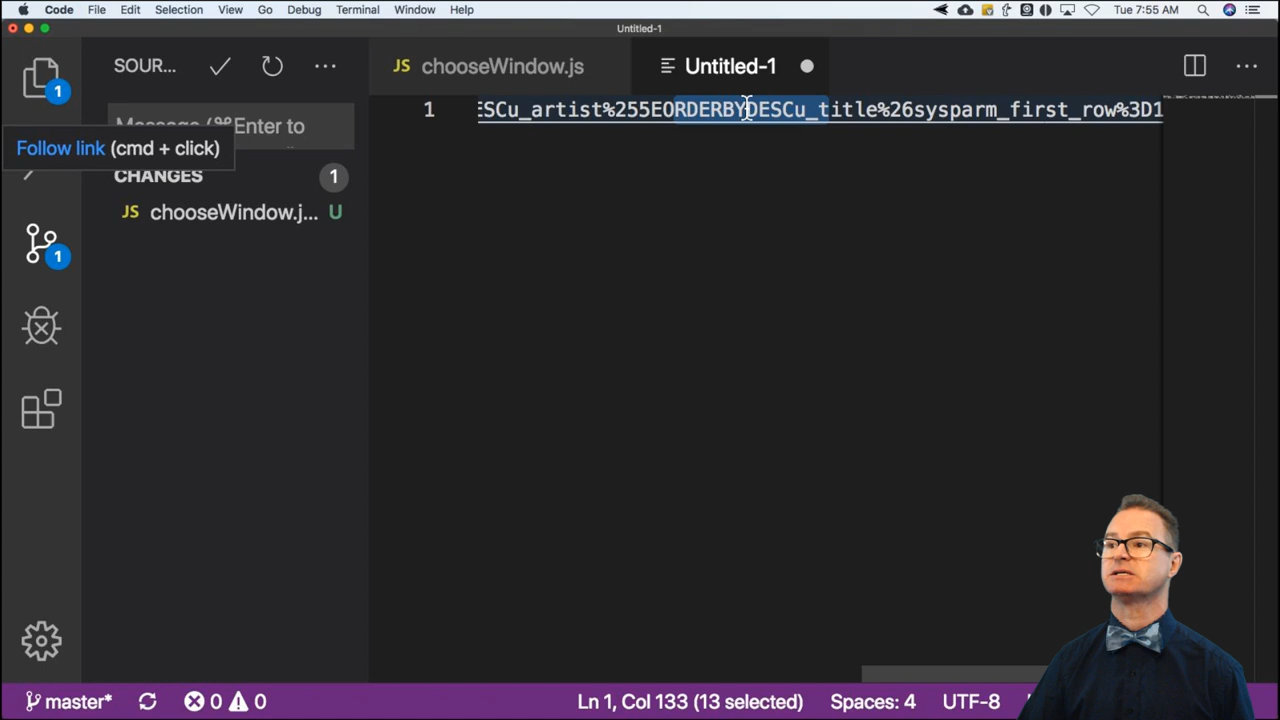 Code File Edit Selection View Go Debug Terminal Window Help Tue 7:55 AM
Untitled-1
SOUR... JS chooseWindow.js Untitled-1
1
1 ESCu_artist%255EORDERBYDESCu_title%26sysparm_first_row%3D1
Message (⌘Enter to
Follow link (cmd + click)
CHANGES 1
JS chooseWindow.j... U
1
master* 0 0 Ln 1, Col 133 (13 selected) Spaces: 4 UTF-8